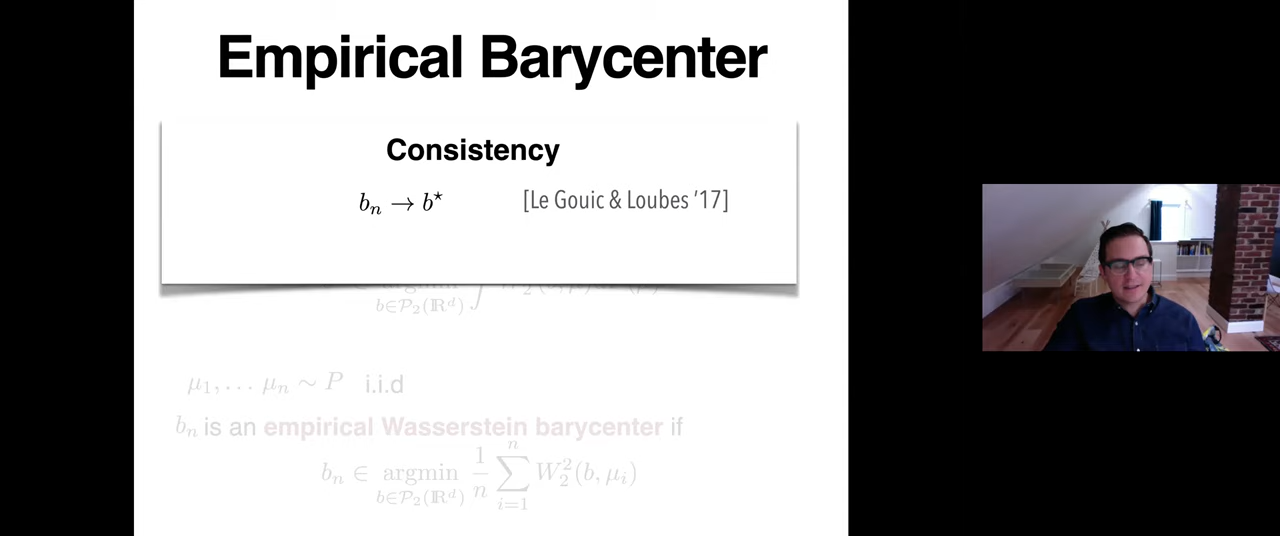 Empirical Barycenter
Consistency
b_n → b^⋆ [Le Gouic & Loubes ’17]
b∈𝒫_2(ℝ^d)
μ_1, … μ_n ∼ P i.i.d
b_n is an empirical Wasserstein barycenter if
b_n ∈ argmin_{b∈𝒫_2(ℝ^d)} 1/n ∑_{i=1}^{n} W_2^2(b, μ_i)